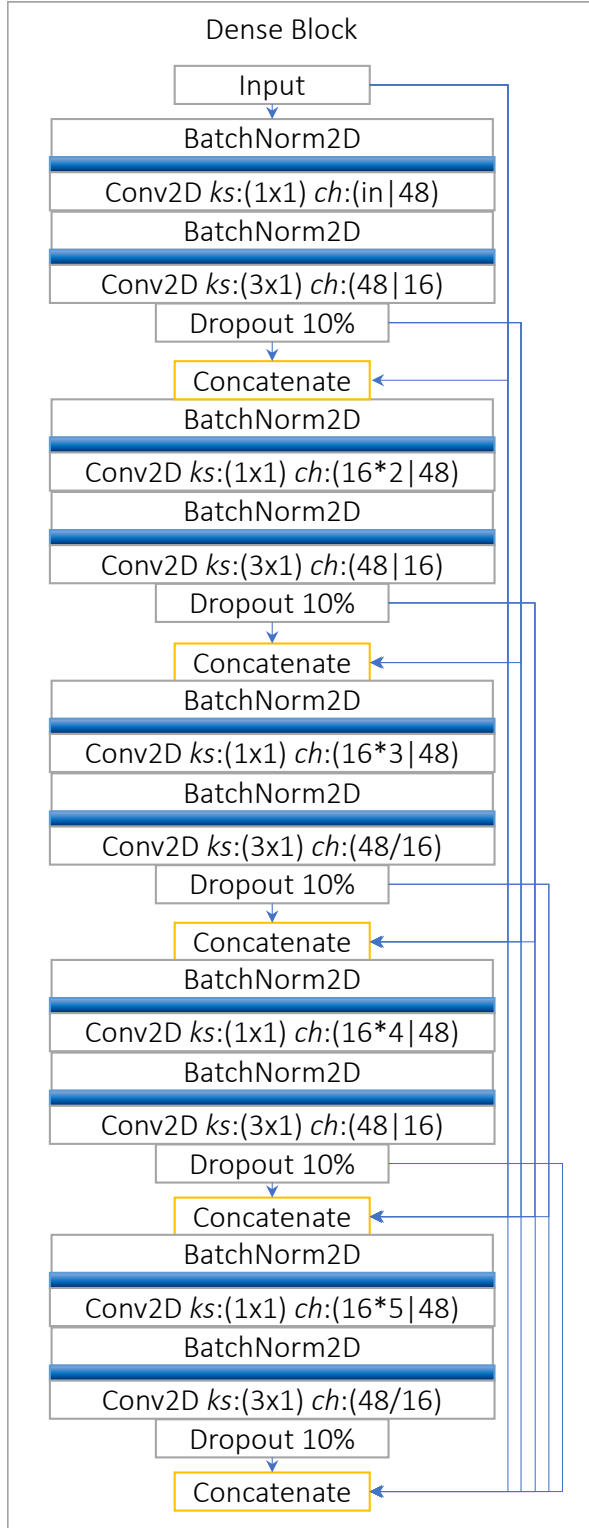 Dense Block
Input
BatchNorm2D
Conv2D ks:(1x1) ch:(in|48)
BatchNorm2D
Conv2D ks:(3x1) ch:(48|16)
Dropout 10%
Concatenate
BatchNorm2D
Conv2D ks:(1x1) ch:(16*2|48)
BatchNorm2D
Conv2D ks:(3x1) ch:(48|16)
Dropout 10%
Concatenate
BatchNorm2D
Conv2D ks:(1x1) ch:(16*3|48)
BatchNorm2D
Conv2D ks:(3x1) ch:(48/16)
Dropout 10%
Concatenate
BatchNorm2D
Conv2D ks:(1x1) ch:(16*4|48)
BatchNorm2D
Conv2D ks:(3x1) ch:(48|16)
Dropout 10%
Concatenate
BatchNorm2D
Conv2D ks:(1x1) ch:(16*5|48)
BatchNorm2D
Conv2D ks:(3x1) ch:(48/16)
Dropout 10%
Concatenate